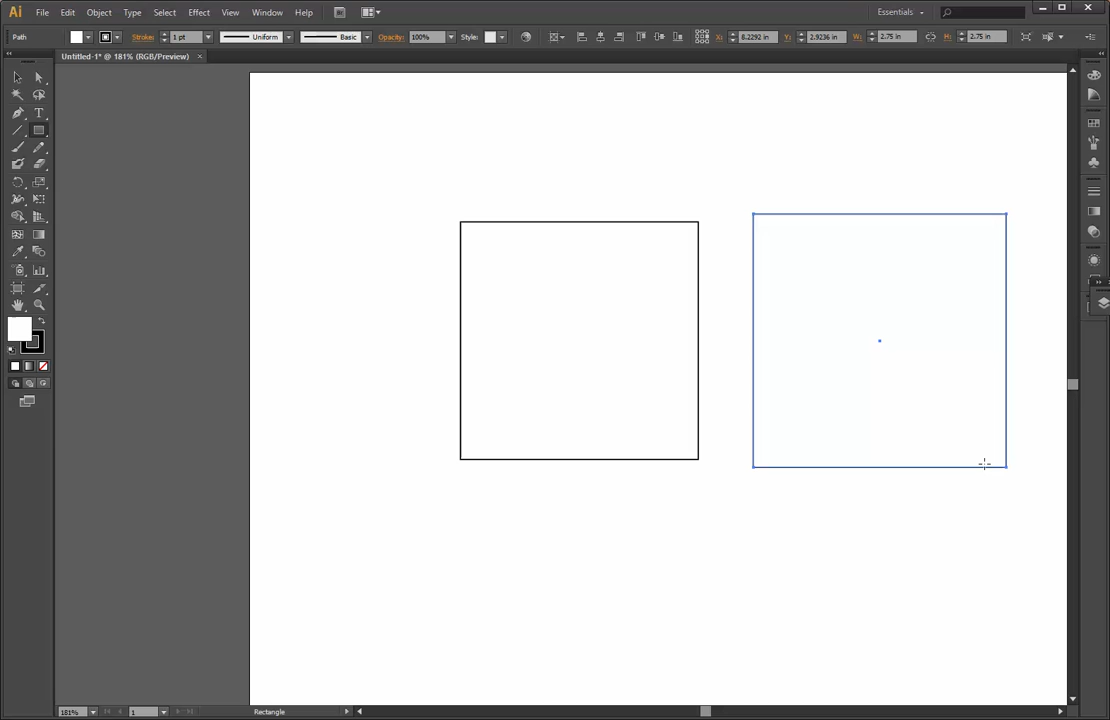 Ai File Edit Object Type Select Effect View Window Help Essentials
Path Stroke: 1 pt Uniform Basic Opacity: 100% Style: X: 8.2292 in Y: 2.9236 in W: 2.75 in H: 2.75 in
Untitled-1* @ 181% (RGB/Preview) ×
T
181% 1 Rectangle